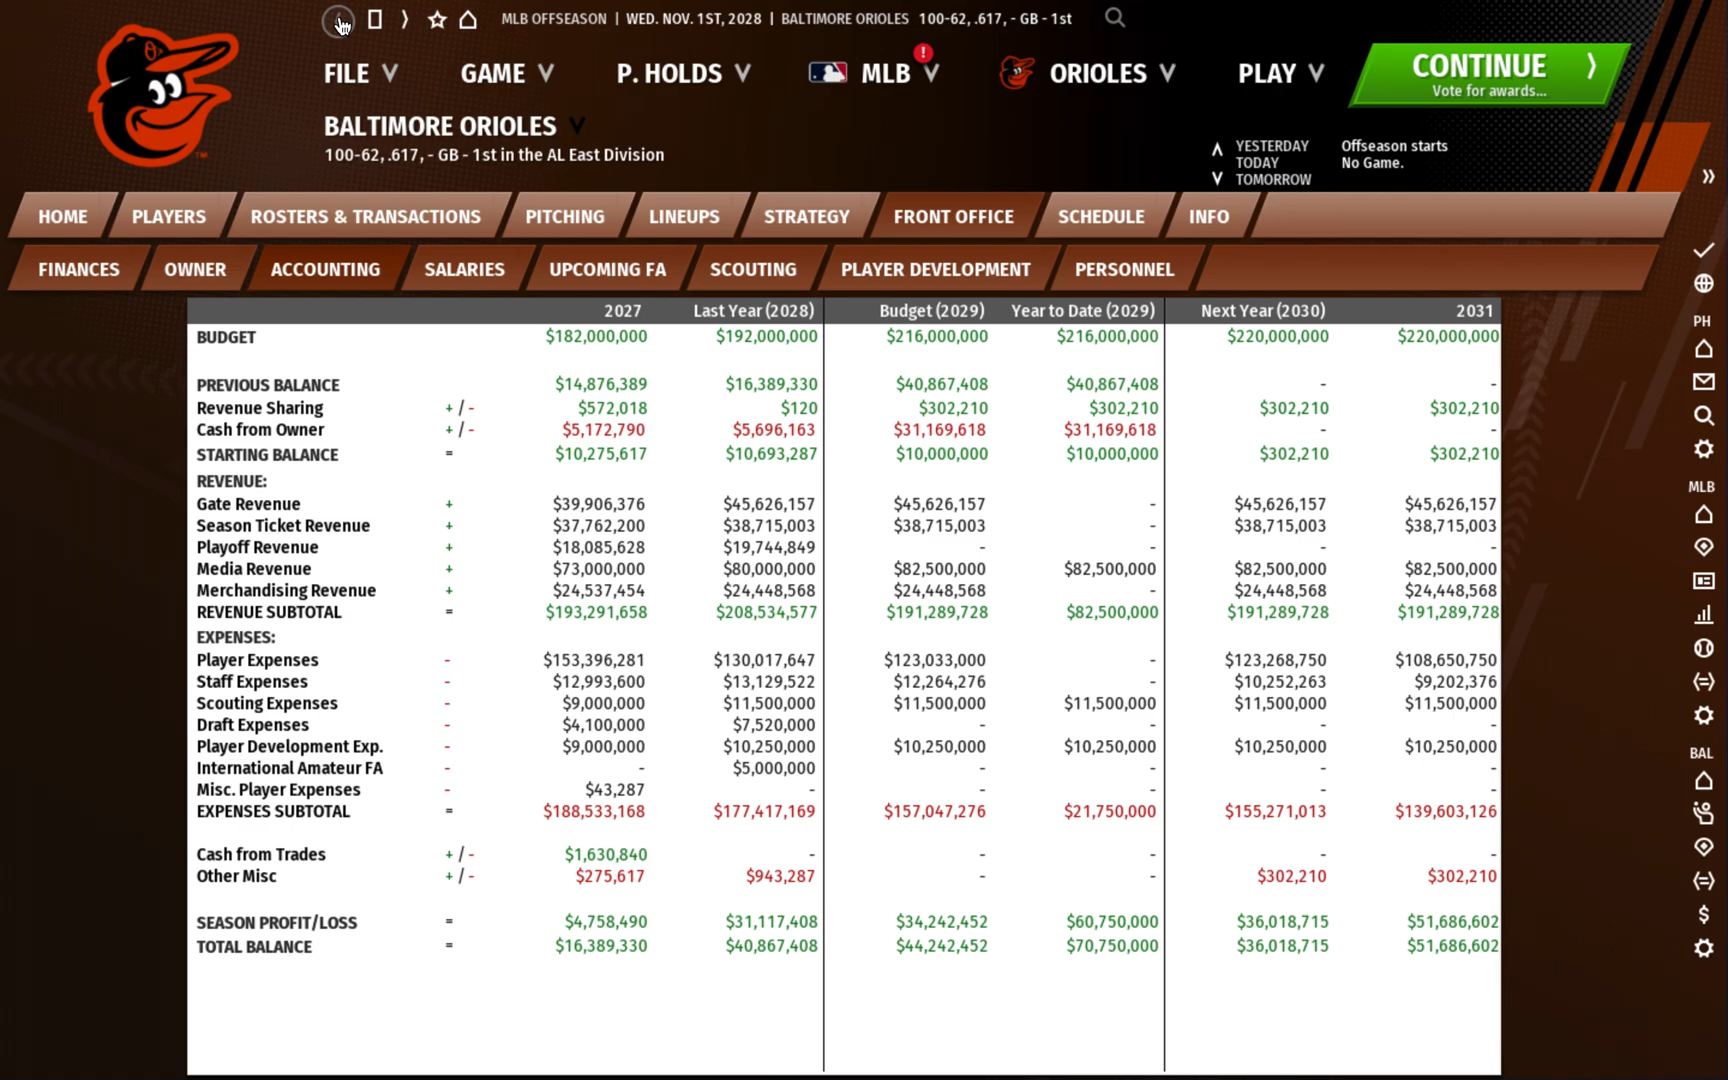 MLB OFFSEASON | WED. NOV. 1ST, 2028 | BALTIMORE ORIOLES 100-62, .617, - GB - 1st
FILE GAME P. HOLDS MLB ! ORIOLES PLAY
CONTINUE
Vote for awards...
BALTIMORE ORIOLES
100-62, .617, - GB - 1st in the AL East Division
YESTERDAY Offseason starts
TODAY No Game.
TOMORROW
HOME PLAYERS ROSTERS & TRANSACTIONS PITCHING LINEUPS STRATEGY FRONT OFFICE SCHEDULE INFO
FINANCES OWNER ACCOUNTING SALARIES UPCOMING FA SCOUTING PLAYER DEVELOPMENT PERSONNEL
2027 Last Year (2028) Budget (2029) Year to Date (2029) Next Year (2030) 2031
BUDGET $182,000,000 $192,000,000 $216,000,000 $216,000,000 $220,000,000 $220,000,000
PREVIOUS BALANCE $14,876,389 $16,389,330 $40,867,408 $40,867,408 - -
Revenue Sharing + / - $572,018 $120 $302,210 $302,210 $302,210 $302,210
Cash from Owner + / - $5,172,790 $5,696,163 $31,169,618 $31,169,618 - -
STARTING BALANCE = $10,275,617 $10,693,287 $10,000,000 $10,000,000 $302,210 $302,210
REVENUE:
Gate Revenue + $39,906,376 $45,626,157 $45,626,157 - $45,626,157 $45,626,157
Season Ticket Revenue + $37,762,200 $38,715,003 $38,715,003 - $38,715,003 $38,715,003
Playoff Revenue + $18,085,628 $19,744,849 - - - -
Media Revenue + $73,000,000 $80,000,000 $82,500,000 $82,500,000 $82,500,000 $82,500,000
Merchandising Revenue + $24,537,454 $24,448,568 $24,448,568 - $24,448,568 $24,448,568
REVENUE SUBTOTAL = $193,291,658 $208,534,577 $191,289,728 $82,500,000 $191,289,728 $191,289,728
EXPENSES:
Player Expenses - $153,396,281 $130,017,647 $123,033,000 - $123,268,750 $108,650,750
Staff Expenses - $12,993,600 $13,129,522 $12,264,276 - $10,252,263 $9,202,376
Scouting Expenses - $9,000,000 $11,500,000 $11,500,000 $11,500,000 $11,500,000 $11,500,000
Draft Expenses - $4,100,000 $7,520,000 - - - -
Player Development Exp. - $9,000,000 $10,250,000 $10,250,000 $10,250,000 $10,250,000 $10,250,000
International Amateur FA - - $5,000,000 - - - -
Misc. Player Expenses - $43,287 - - - - -
EXPENSES SUBTOTAL = $188,533,168 $177,417,169 $157,047,276 $21,750,000 $155,271,013 $139,603,126
Cash from Trades + / - $1,630,840 - - - - -
Other Misc + / - $275,617 $943,287 - - $302,210 $302,210
SEASON PROFIT/LOSS = $4,758,490 $31,117,408 $34,242,452 $60,750,000 $36,018,715 $51,686,602
TOTAL BALANCE = $16,389,330 $40,867,408 $44,242,452 $70,750,000 $36,018,715 $51,686,602
PH
MLB
BAL